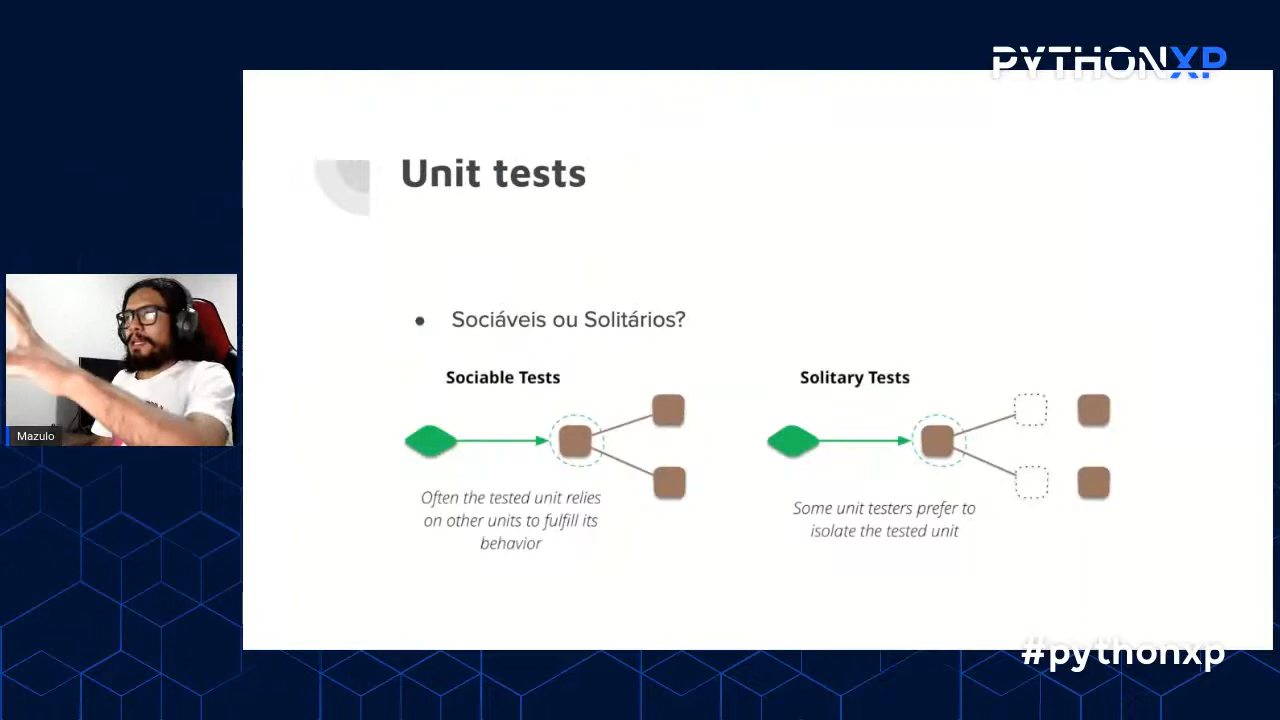 PYTHONXP
Unit tests
● Sociáveis ou Solitários?
Sociable Tests
Often the tested unit relies
on other units to fulfill its
behavior
Solitary Tests
Some unit testers prefer to
isolate the tested unit
Mazulo
#pythonxp